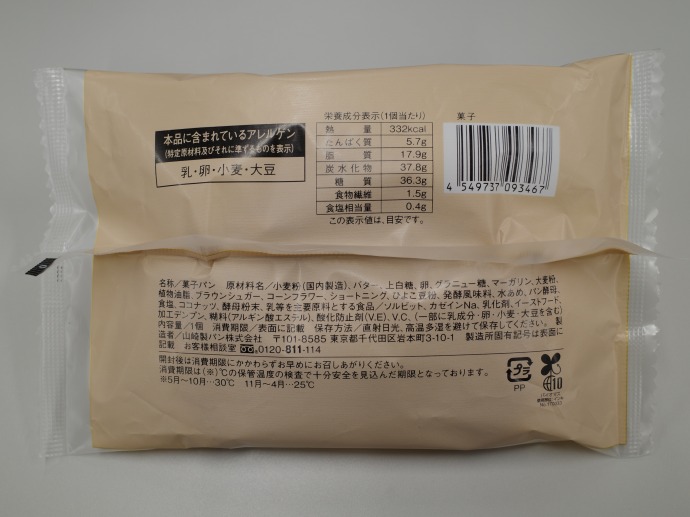 本品に含まれているアレルゲン
(特定原材料及びそれに準ずるものを表示)
乳・卵・小麦・大豆
栄養成分表示(1個当たり)
熱量 332kcal
たんぱく質 5.7g
脂質 17.9g
炭水化物 37.8g
糖質 36.3g
食物繊維 1.5g
食塩相当量 0.4g
この表示値は、目安です。
菓子
4 549737 093467
名称/菓子パン 原材料名/小麦粉(国内製造)、バター、上白糖、卵、グラニュー糖、マーガリン、大麦粉、
植物油脂、ブラウンシュガー、コーンフラワー、ショートニング、ひよこ豆粉、発酵風味料、水あめ、パン酵母、
食塩、ココナッツ、酵母粉末、乳等を主要原料とする食品/ソルビット、カゼインNa、乳化剤、イーストフード、
加工デンプン、糊料(アルギン酸エステル)、酸化防止剤(V.E)、V.C、(一部に乳成分・卵・小麦・大豆を含む)
内容量/1個 消費期限/表面に記載 保存方法/直射日光、高温多湿を避けて保存してください。 製
造者/山崎製パン株式会社 〒101-8585 東京都千代田区岩本町3-10-1 製造所固有記号は表面に
記載 お客様相談室 0120-811-114
開封後は消費期限にかかわらずお早めにお召しあがりください。
消費期限は(※)℃の保管温度の検査で十分安全を見込んだ期限となっております。
※5月〜10月…30℃ 11月〜4月…25℃
プラ
PP
10